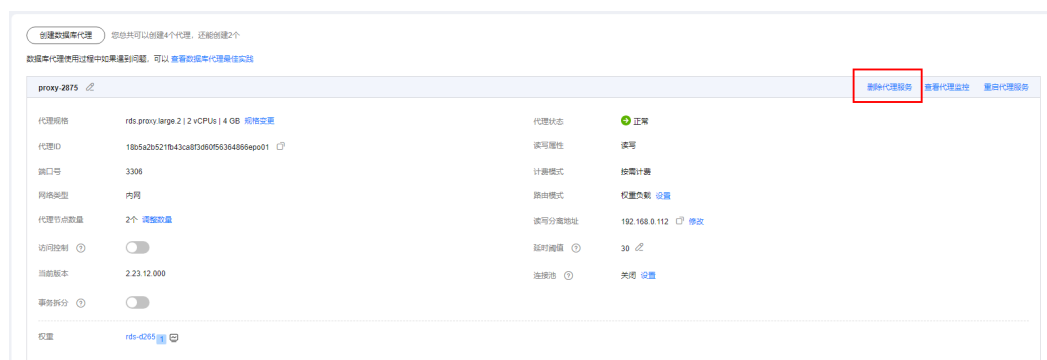 创建数据库代理 您总共可以创建4个代理，还能创建2个
数据库代理使用过程中如果遇到问题，可以 查看数据库代理最佳实践
proxy-2875 删除代理服务 查看代理监控 重启代理服务
代理规格 rds.proxy.large.2 | 2 vCPUs | 4 GB 规格变更 代理状态 正常
代理ID 18b5a2b521fb43ca8f3d60f56364866epo01 读写属性 读写
端口号 3306 计费模式 按需计费
网络类型 内网 路由模式 权重负载 设置
代理节点数量 2个 调整数量 读写分离地址 192.168.0.112 修改
访问控制 延时阈值 30
当前版本 2.23.12.000 连接池 关闭 设置
事务拆分
权重 rds-d265 1